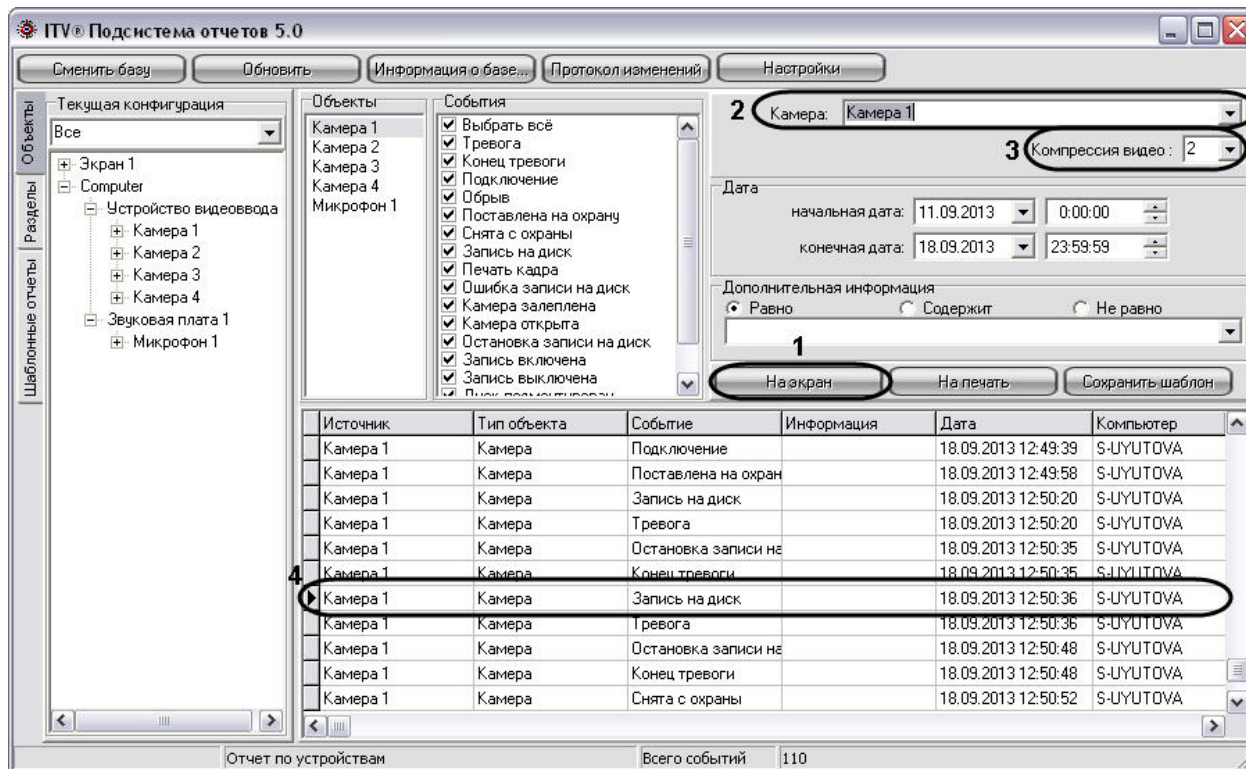 ITV® Подсистема отчетов 5.0
Сменить базу
Обновить
Информация о базе...
Протокол изменений
Настройки
Объекты
Разделы
Шаблонные отчеты
Текущая конфигурация
Все
Экран 1
Computer
Устройство видеоввода
Камера 1
Камера 2
Камера 3
Камера 4
Звуковая плата 1
Микрофон 1
Объекты
Камера 1
Камера 2
Камера 3
Камера 4
Микрофон 1
События
Выбрать всё
Тревога
Конец тревоги
Подключение
Обрыв
Поставлена на охрану
Снята с охраны
Запись на диск
Печать кадра
Ошибка записи на диск
Камера залеплена
Камера открыта
Остановка записи на диск
Запись включена
Запись выключена
2 Камера: Камера 1
3 Компрессия видео : 2
Дата
начальная дата: 11.09.2013 0:00:00
конечная дата: 18.09.2013 23:59:59
Дополнительная информация
Равно Содержит Не равно
1
На экран На печать Сохранить шаблон
Источник Тип объекта Событие Информация Дата Компьютер
Камера 1 Камера Подключение 18.09.2013 12:49:39 S-UYUTOVA
Камера 1 Камера Поставлена на охран 18.09.2013 12:49:58 S-UYUTOVA
Камера 1 Камера Запись на диск 18.09.2013 12:50:20 S-UYUTOVA
Камера 1 Камера Тревога 18.09.2013 12:50:20 S-UYUTOVA
Камера 1 Камера Остановка записи на 18.09.2013 12:50:35 S-UYUTOVA
Камера 1 Камера Конец тревоги 18.09.2013 12:50:35 S-UYUTOVA
4 Камера 1 Камера Запись на диск 18.09.2013 12:50:36 S-UYUTOVA
Камера 1 Камера Тревога 18.09.2013 12:50:36 S-UYUTOVA
Камера 1 Камера Остановка записи на 18.09.2013 12:50:48 S-UYUTOVA
Камера 1 Камера Конец тревоги 18.09.2013 12:50:48 S-UYUTOVA
Камера 1 Камера Снята с охраны 18.09.2013 12:50:52 S-UYUTOVA
Отчет по устройствам Всего событий 110